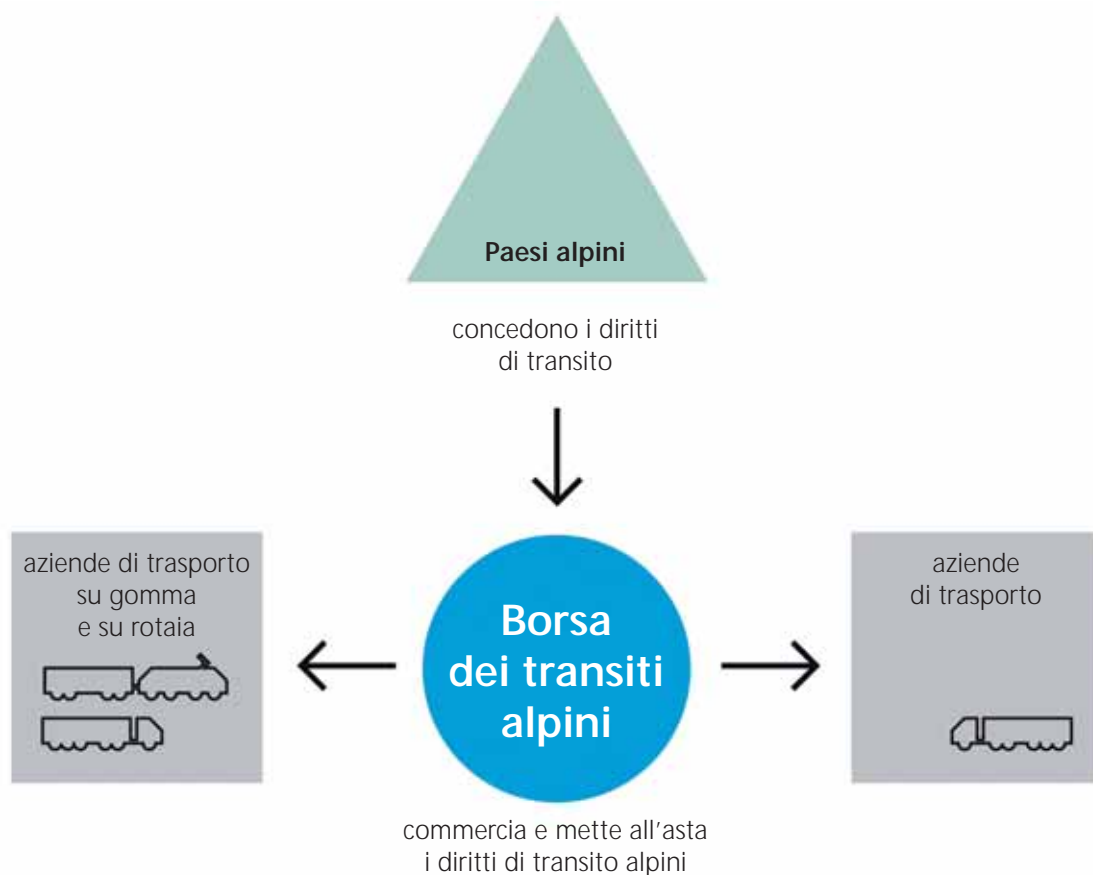 Paesi alpini
concedono i diritti
di transito
aziende di trasporto
su gomma
e su rotaia
Borsa
dei transiti
alpini
aziende
di trasporto
commercia e mette all'asta
i diritti di transito alpini